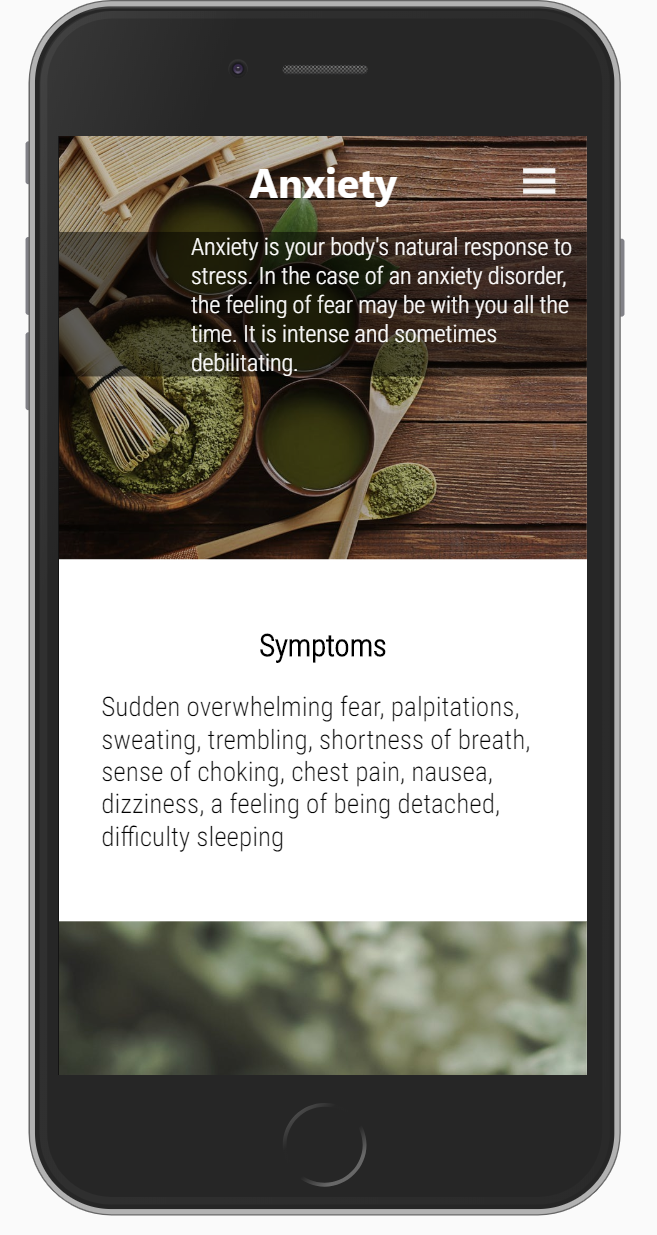 Anxiety
Anxiety is your body's natural response to
stress. In the case of an anxiety disorder,
the feeling of fear may be with you all the
time. It is intense and sometimes
debilitating.
Symptoms
Sudden overwhelming fear, palpitations,
sweating, trembling, shortness of breath,
sense of choking, chest pain, nausea,
dizziness, a feeling of being detached,
difficulty sleeping